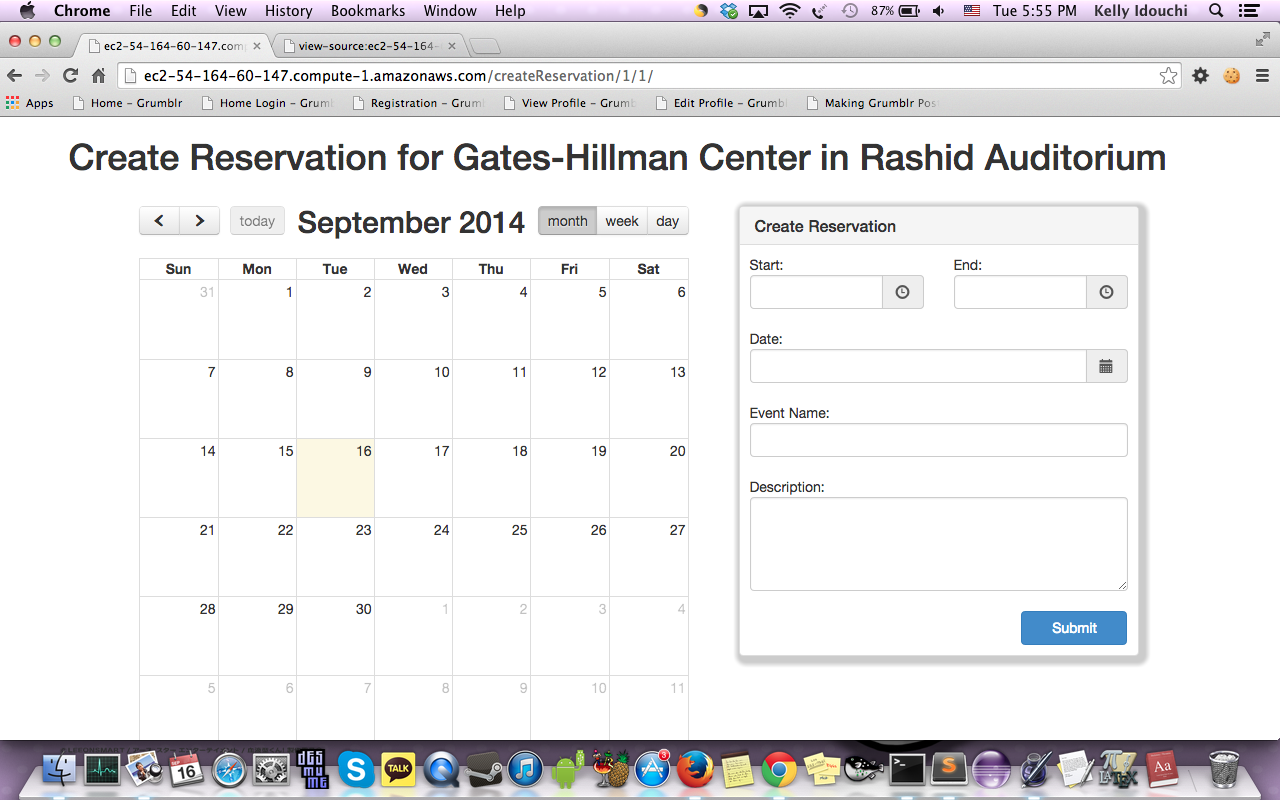 Chrome File Edit View History Bookmarks Window Help 87% Tue 5:55 PM Kelly Idouchi
ec2-54-164-60-147.com view-source:ec2-54-164-
ec2-54-164-60-147.compute-1.amazonaws.com/createReservation/1/1/
Apps Home – Grumblr Home Login – Grum Registration – Grum View Profile – Grumb Edit Profile – Grumbl Making Grumblr Pos
Create Reservation for Gates-Hillman Center in Rashid Auditorium
today September 2014 month week day
Sun Mon Tue Wed Thu Fri Sat
31 1 2 3 4 5 6
7 8 9 10 11 12 13
14 15 16 17 18 19 20
21 22 23 24 25 26 27
28 29 30 1 2 3 4
5 6 7 8 9 10 11
Create Reservation
Start: End:
Date:
Event Name:
Description:
Submit
SEP 16
TALK
3
Aa